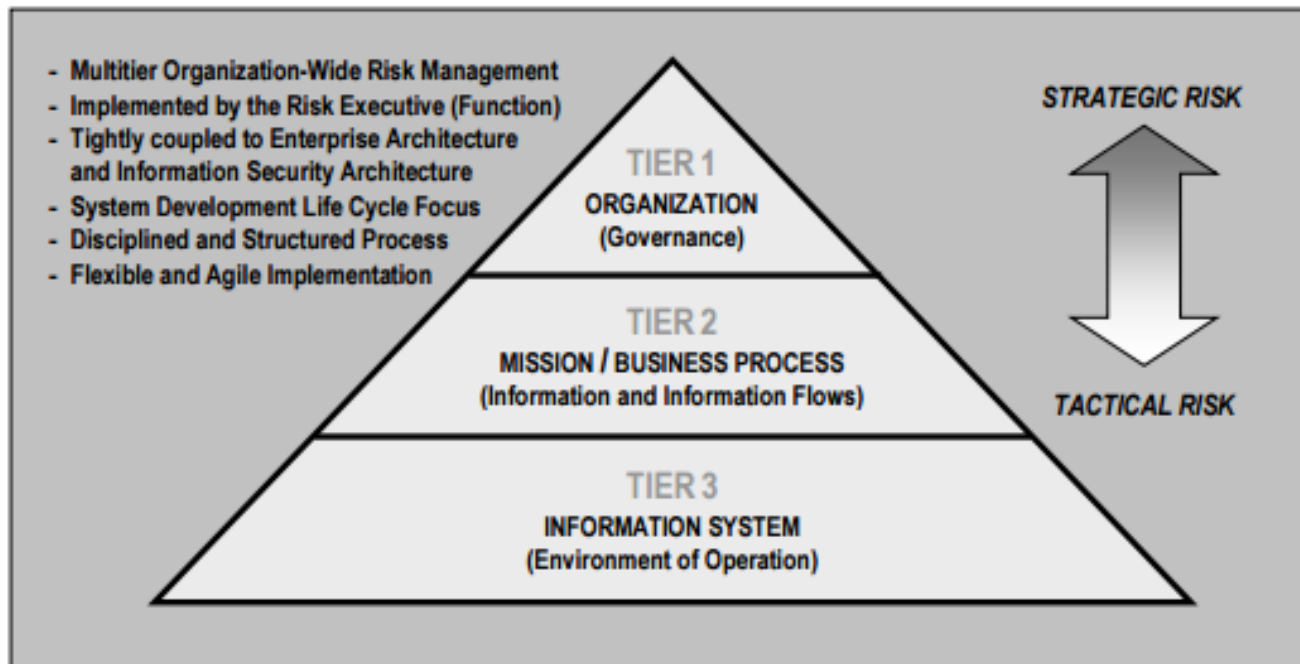 - Multitier Organization-Wide Risk Management
- Implemented by the Risk Executive (Function)
- Tightly coupled to Enterprise Architecture
and Information Security Architecture
- System Development Life Cycle Focus
- Disciplined and Structured Process
- Flexible and Agile Implementation
TIER 1
ORGANIZATION
(Governance)
TIER 2
MISSION / BUSINESS PROCESS
(Information and Information Flows)
TIER 3
INFORMATION SYSTEM
(Environment of Operation)
STRATEGIC RISK
TACTICAL RISK